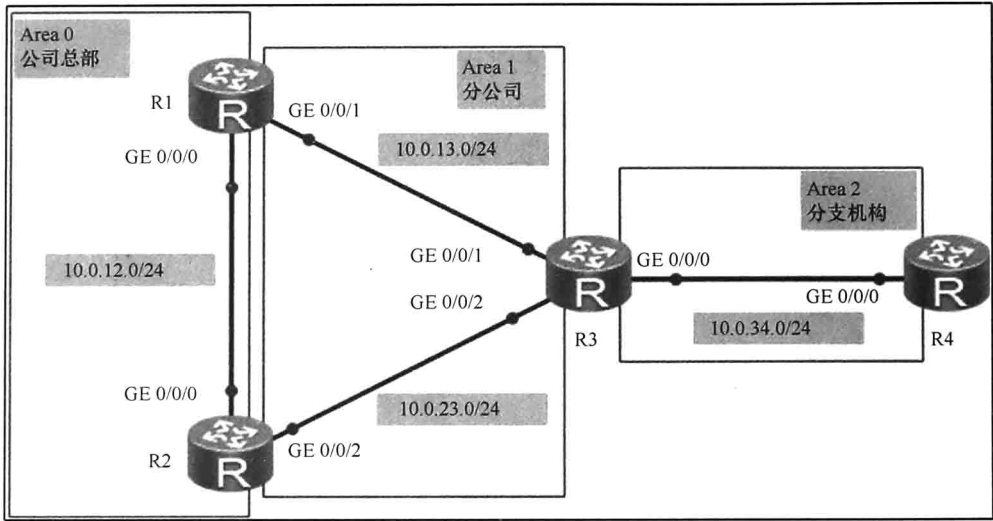 Area 0
公司总部
Area 1
分公司
R1
GE 0/0/1
10.0.13.0/24
GE 0/0/0
Area 2
分支机构
10.0.12.0/24
GE 0/0/1
GE 0/0/0
GE 0/0/2
GE 0/0/0
10.0.34.0/24
R3
R4
GE 0/0/0
10.0.23.0/24
GE 0/0/2
R2
R
R
R
R